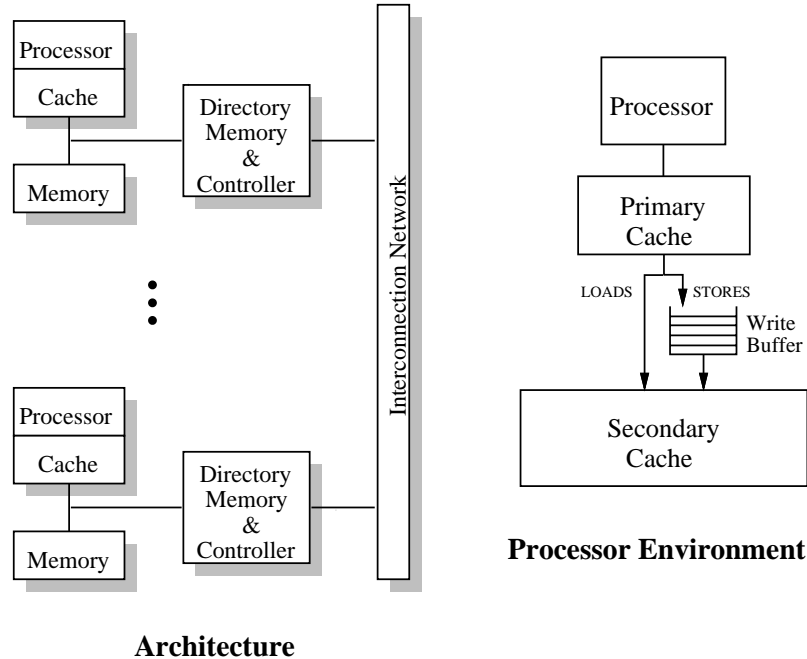 Processor
Cache
Memory
Directory
Memory
&
Controller
Interconnection Network
Processor
Cache
Memory
Directory
Memory
&
Controller
Architecture
Processor
Primary
Cache
LOADS
STORES
Write
Buffer
Secondary
Cache
Processor Environment